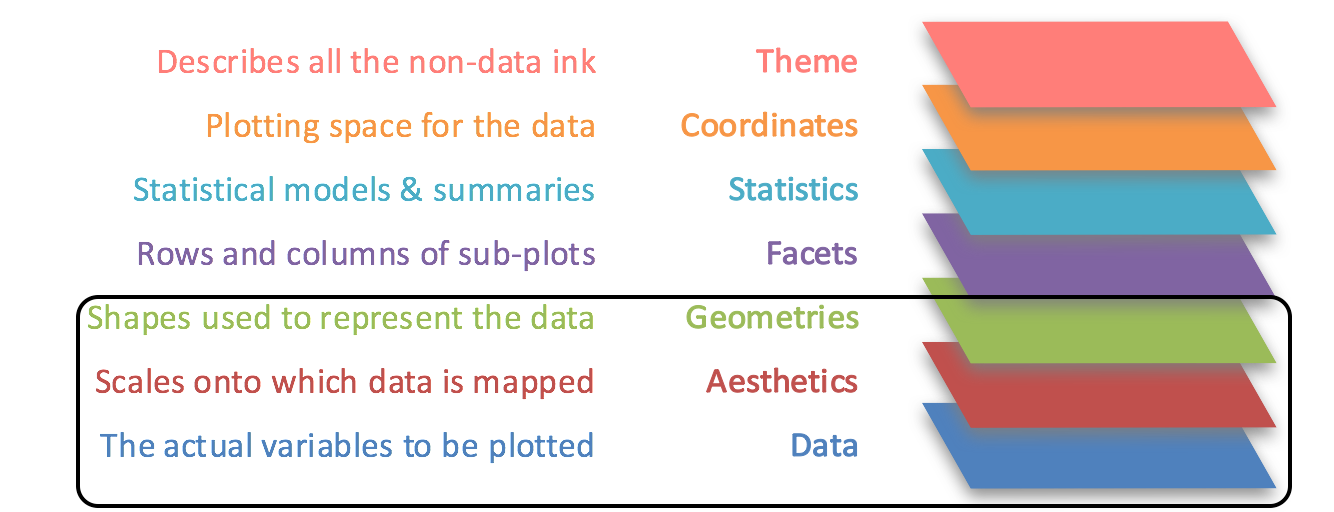 Describes all the non-data ink Theme
Plotting space for the data Coordinates
Statistical models & summaries Statistics
Rows and columns of sub-plots Facets
Shapes used to represent the data Geometries
Scales onto which data is mapped Aesthetics
The actual variables to be plotted Data